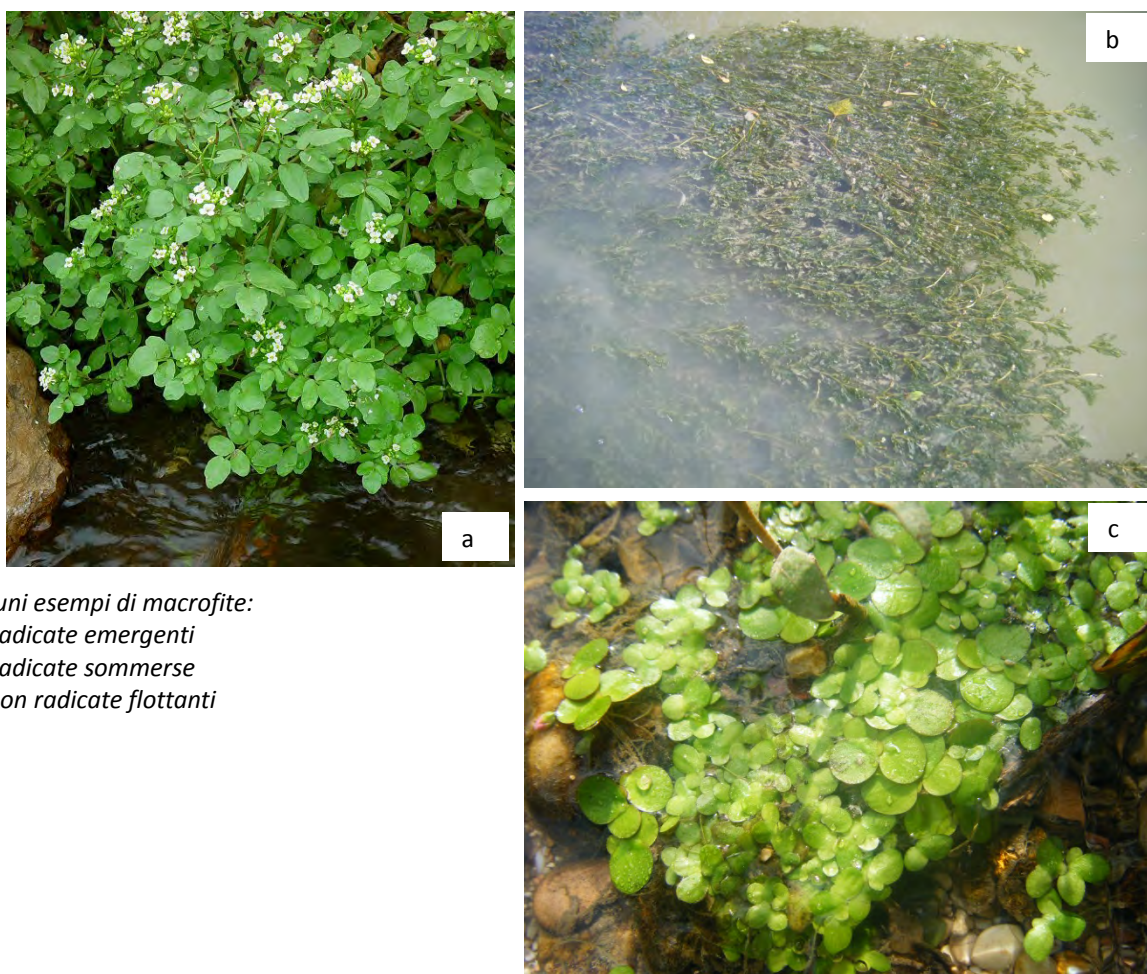 a
b
c
uni esempi di macrofite:
adicate emergenti
adicate sommerse
on radicate flottanti